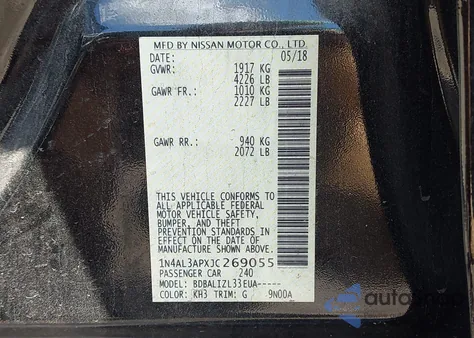 MFD BY NISSAN MOTOR CO., LTD.
DATE: 05/18
GVWR: 1917 KG
4226 LB
GAWR FR.: 1010 KG
2227 LB
GAWR RR.: 940 KG
2072 LB
THIS VEHICLE CONFORMS TO
ALL APPLICABLE FEDERAL
MOTOR VEHICLE SAFETY,
BUMPER, AND THEFT
PREVENTION STANDARDS IN
EFFECT ON THE DATE OF
MANUFACTURE SHOWN ABOVE.
1N4AL3APXJC269055
PASSENGER CAR 240
MODEL: BDBALIZL33EUA-----
COLOR: KH3 TRIM: G 9N00A